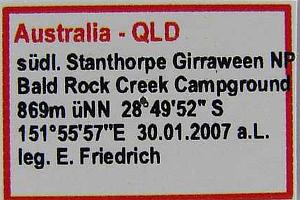 Australia - QLD
südl. Stanthorpe Girraween NP
Bald Rock Creek Campground
869m üNN 28°49'52" S
151°55'57"E 30.01.2007 a.L.
leg. E. Friedrich